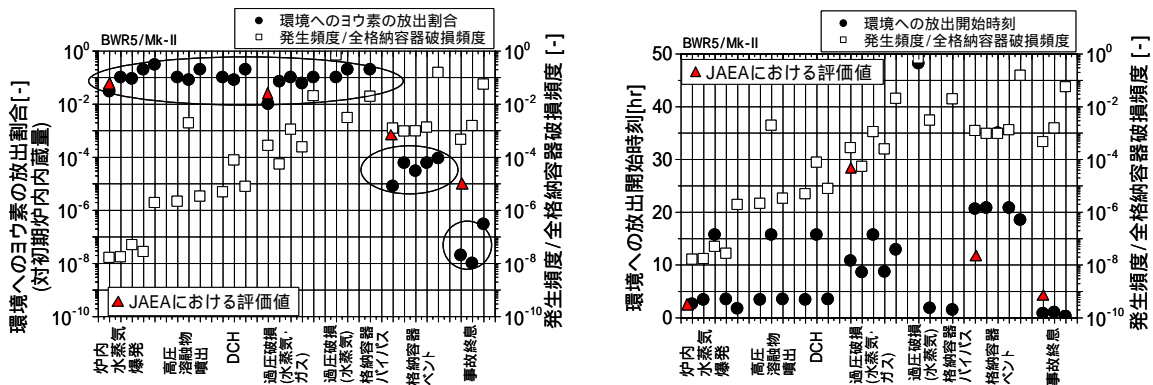 ● 環境へのヨウ素の放出割合
□ 発生頻度/全格納容器破損頻度
BWR5/Mk-II
10^0
10^-2
10^-4
10^-6
10^-8
10^-10
10^0
10^-2
10^-4
10^-6
10^-8
10^-10
環境へのヨウ素の放出割合[-]
(対初期炉内内蔵量)
発生頻度/全格納容器破損頻度 [-]
▲ JAEAにおける評価値
炉内
水蒸気
爆発
高圧
溶融物
噴出
DCH
過圧破損
(水蒸気・
ガス)
過圧破損
(水蒸気)
格納容器
バイパス
格納容器
ベント
事故終息
● 環境への放出開始時刻
□ 発生頻度/全格納容器破損頻度
BWR5/Mk-II
▲ JAEAにおける評価値
50
40
30
20
10
0
10^0
10^-2
10^-4
10^-6
10^-8
10^-10
環境への放出開始時刻[hr]
発生頻度/全格納容器破損頻度 [-]
炉内
水蒸気
爆発
高圧
溶融物
噴出
DCH
過圧破損
(水蒸気・
ガス)
過圧破損
(水蒸気)
格納容器
バイパス
格納容器
ベント
事故終息